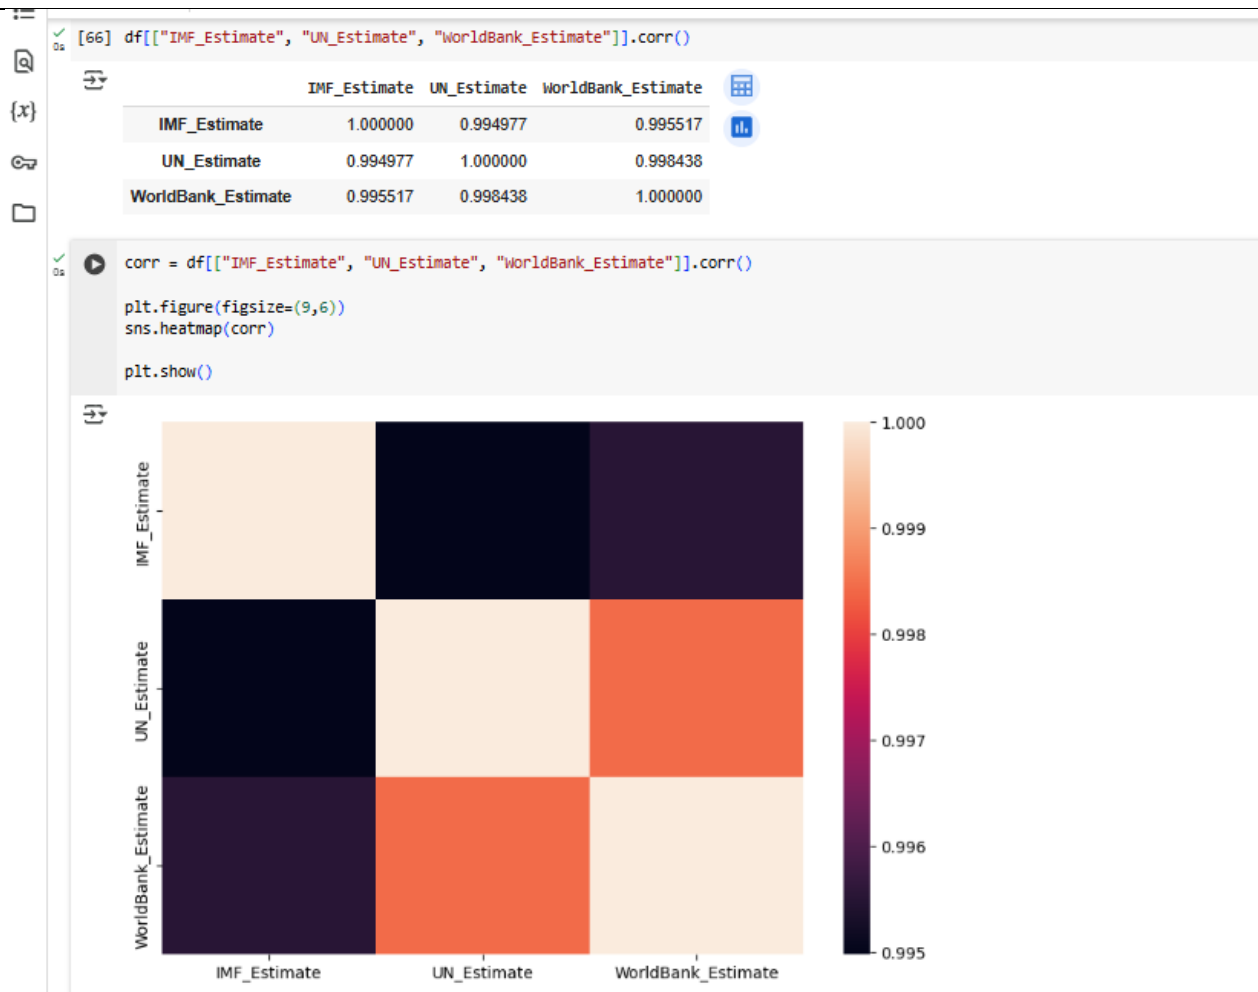 0s
[66] df[["IMF_Estimate", "UN_Estimate", "WorldBank_Estimate"]].corr()
IMF_Estimate UN_Estimate WorldBank_Estimate
IMF_Estimate 1.000000 0.994977 0.995517
UN_Estimate 0.994977 1.000000 0.998438
WorldBank_Estimate 0.995517 0.998438 1.000000
{x}
0s
corr = df[["IMF_Estimate", "UN_Estimate", "WorldBank_Estimate"]].corr()
plt.figure(figsize=(9,6))
sns.heatmap(corr)
plt.show()
IMF_Estimate
UN_Estimate
WorldBank_Estimate
IMF_Estimate UN_Estimate WorldBank_Estimate
1.000
0.999
0.998
0.997
0.996
0.995